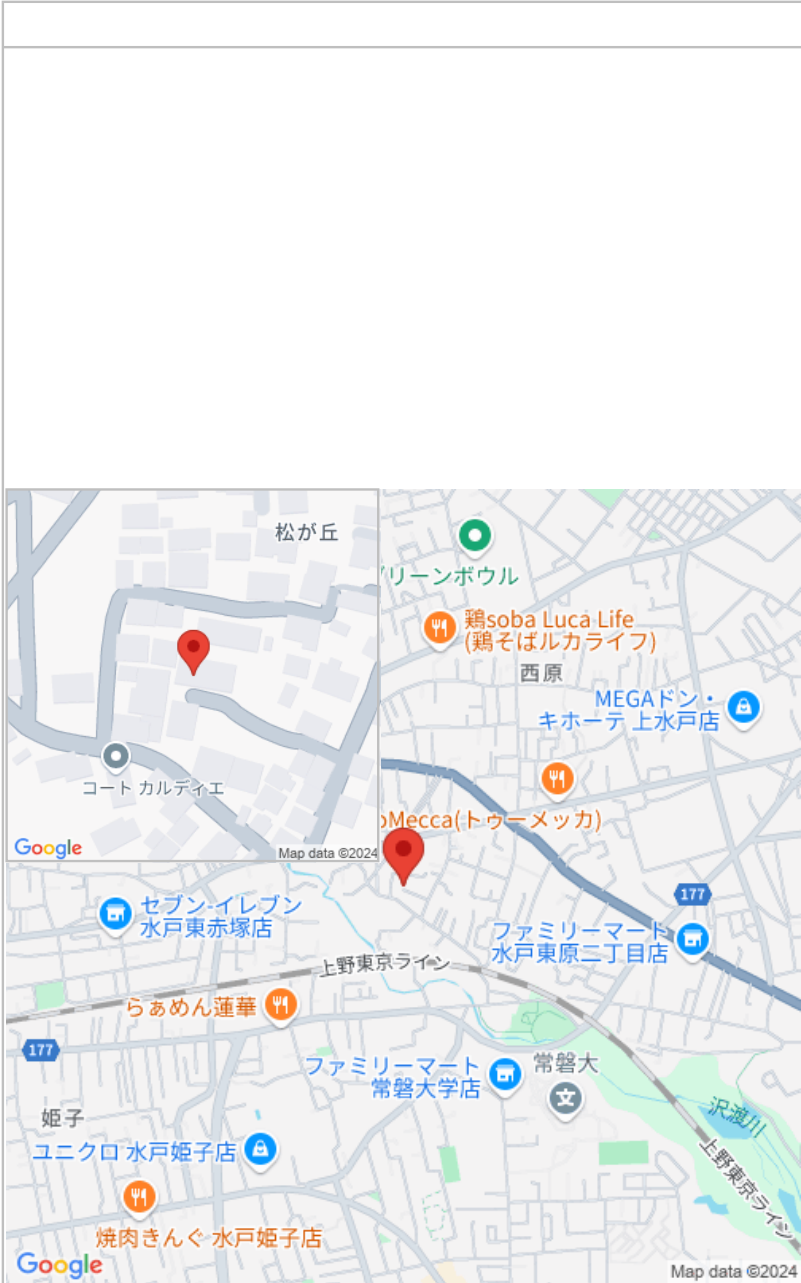 松が丘
コート カルディエ
Google
Map data ©2024
リーンボウル
鶏soba Luca Life
(鶏そばルカライフ)
西原
MEGAドン・
キホーテ 上水戸店
oMecca(トゥーメッカ)
177
セブン-イレブン
水戸東赤塚店
ファミリーマート
水戸東原二丁目店
上野東京ライン
らぁめん蓮華
177
ファミリーマート
常磐大学店
常磐大
文
姫子
沢渡川
ユニクロ 水戸姫子店
上野東京ライン
焼肉きんぐ 水戸姫子店
Google
Map data ©2024